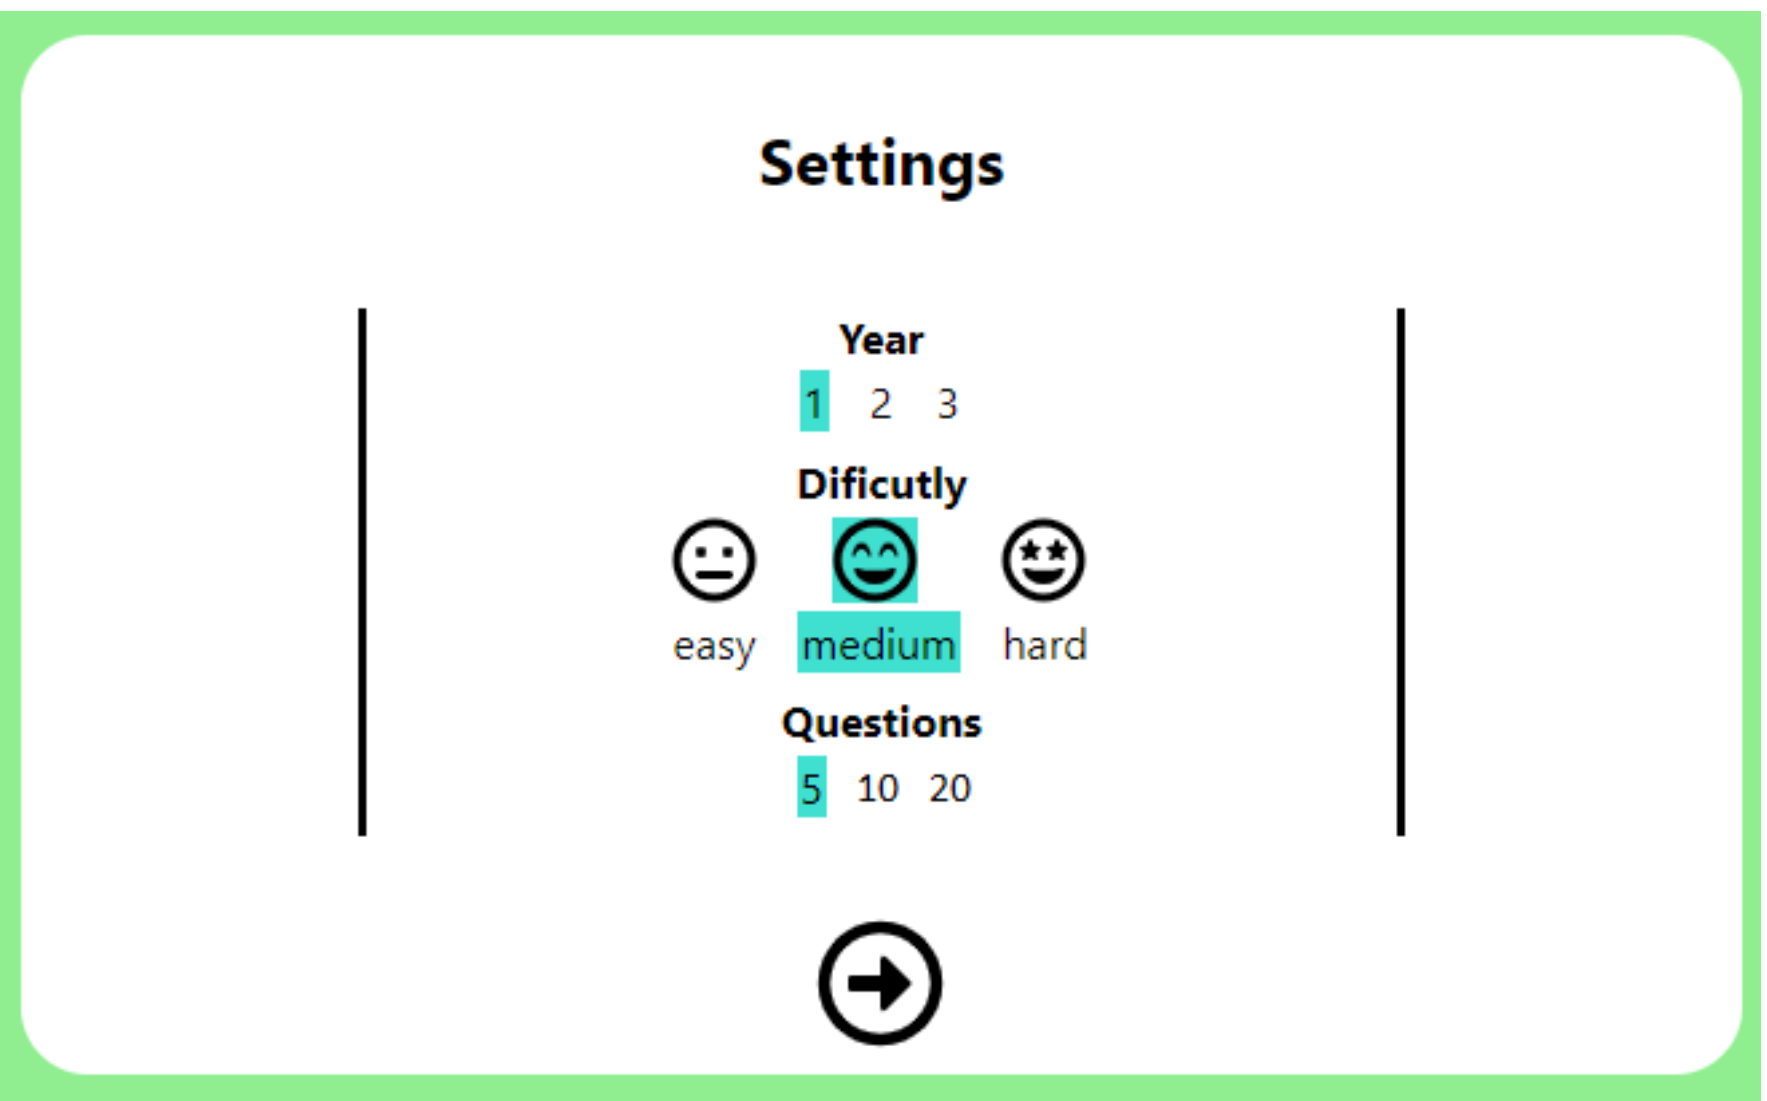 Settings
Year
1 2 3
Dificutly
easy medium hard
Questions
5 10 20